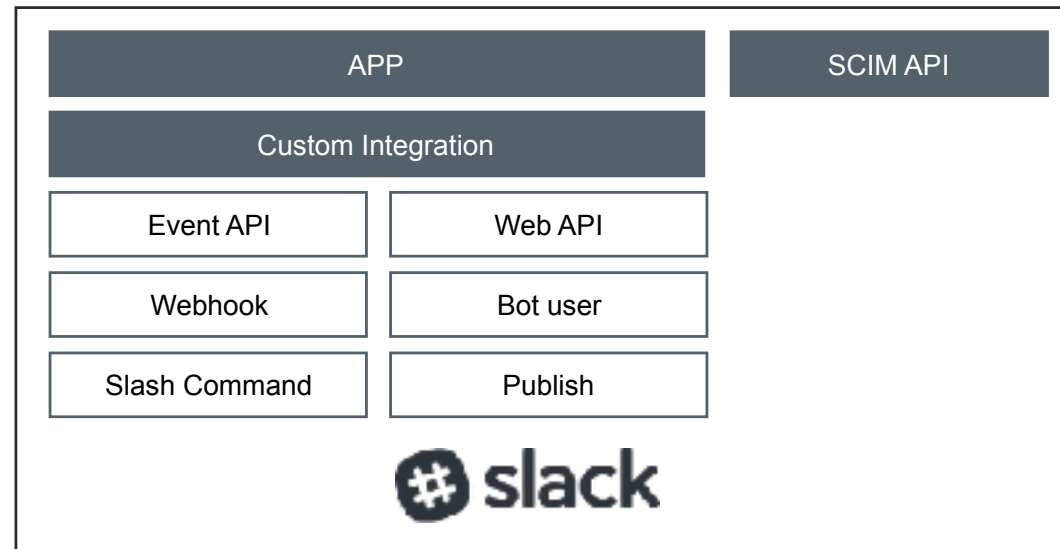 APP
SCIM API
Custom Integration
Event API
Web API
Webhook
Bot user
Slash Command
Publish
slack